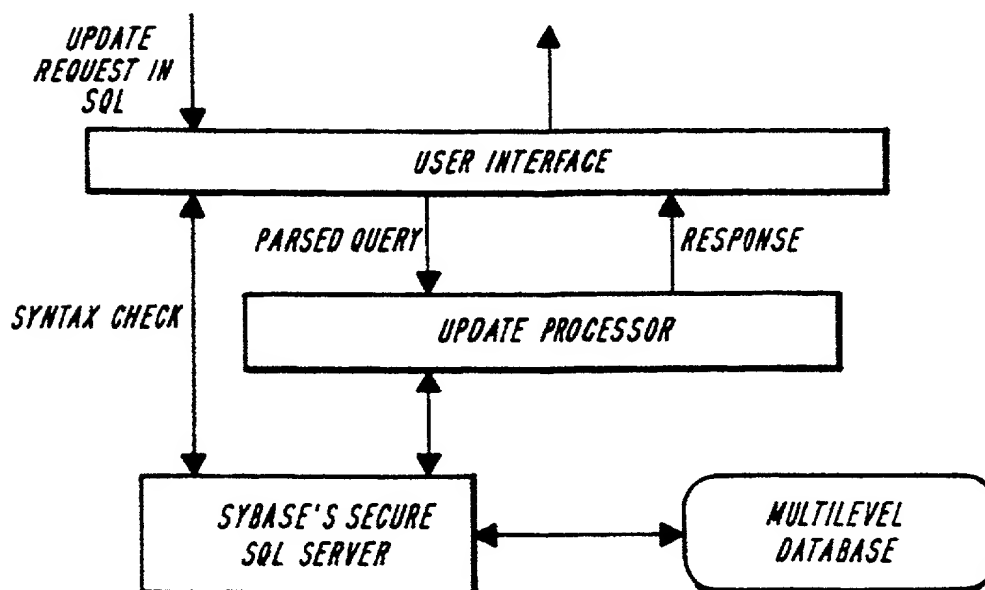 UPDATE
REQUEST IN
SQL
USER INTERFACE
PARSED QUERY
RESPONSE
SYNTAX CHECK
UPDATE PROCESSOR
SYBASE'S SECURE
SQL SERVER
MULTILEVEL
DATABASE